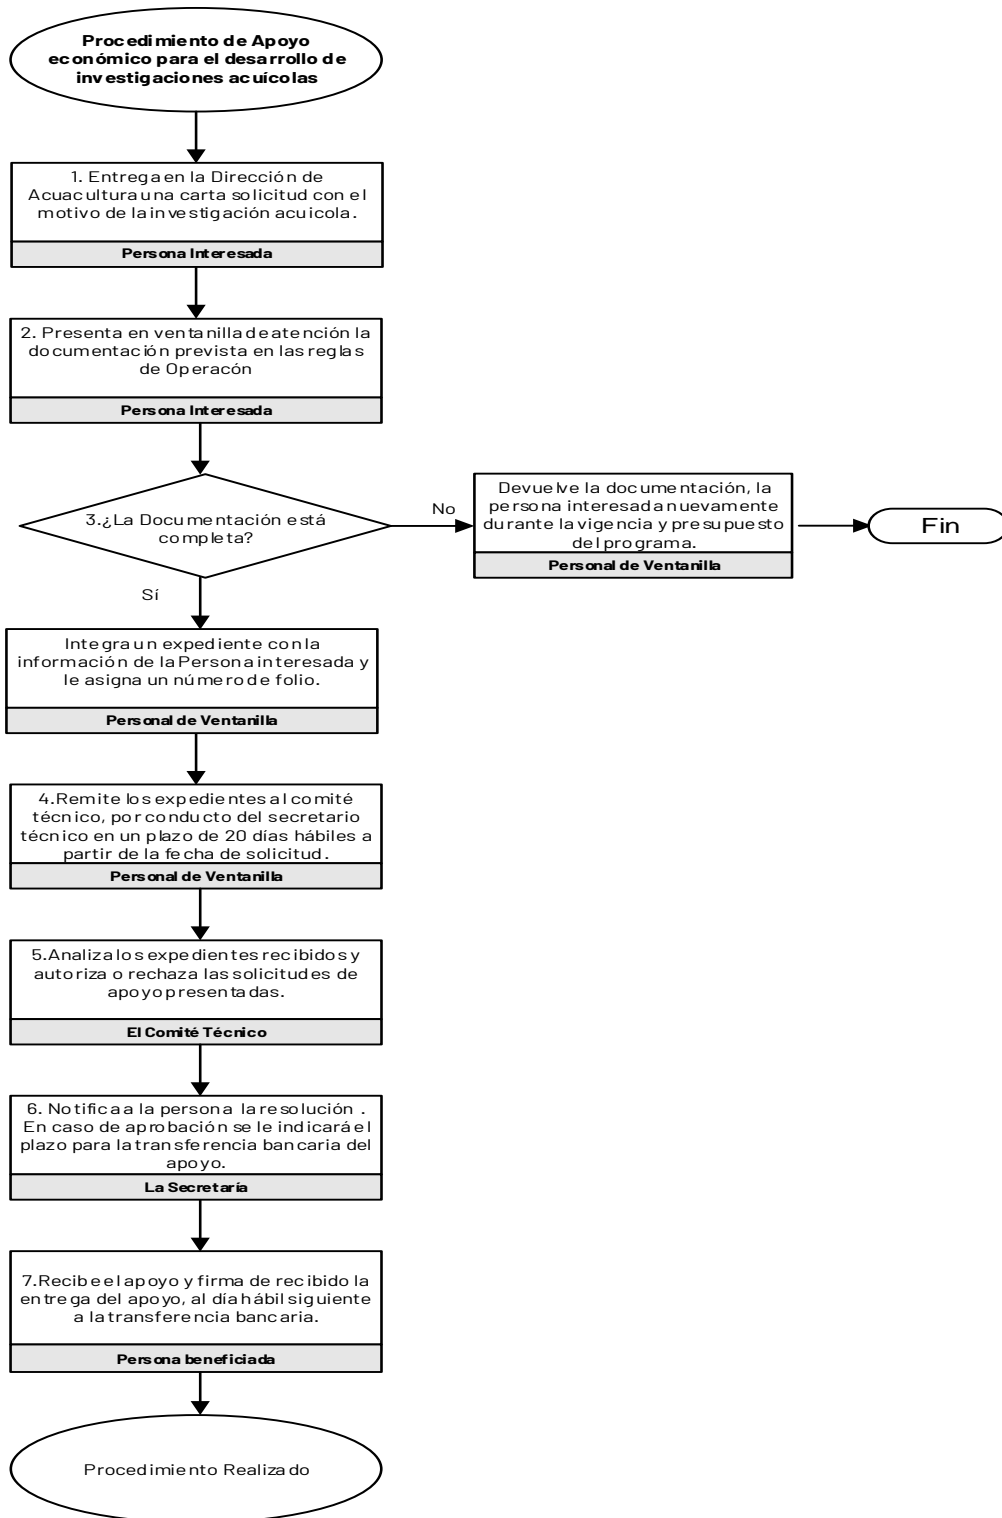 Procedimiento de Apoyo
económico para el desarrollo de
investigaciones acuícolas
1. Entrega en la Dirección de
Acuacultura una carta solicitud con el
motivo de la investigación acuicola.
Persona Interesada
2. Presenta en ventanilla de atención la
documentación prevista en las reglas
de Operacón
Persona Interesada
3.¿La Documentación está
completa?
No
Devuelve la documentación, la
persona interesada nuevamente
durante la vigencia y presupuesto
del programa.
Personal de Ventanilla
Fin
Sí
Integra un expediente con la
información de la Persona interesada y
le asigna un número de folio.
Personal de Ventanilla
4.Remite los expedientes al comité
técnico, por conducto del secretario
técnico en un plazo de 20 días hábiles a
partir de la fecha de solicitud.
Personal de Ventanilla
5.Analiza los expedientes recibidos y
autoriza o rechaza las solicitudes de
apoyo presentadas.
El Comité Técnico
6. Notifica a la persona la resolución .
En caso de aprobación se le indicará el
plazo para la transferencia bancaria del
apoyo.
La Secretaría
7.Recibe el apoyo y firma de recibido la
entrega del apoyo, al día hábil siguiente
a la transferencia bancaria.
Persona beneficiada
Procedimiento Realizado